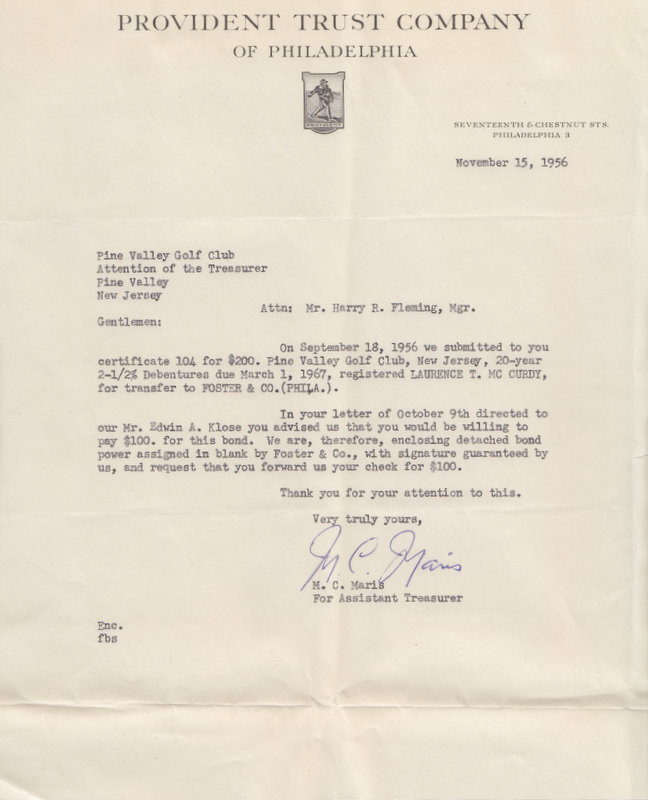 PROVIDENT TRUST COMPANY
OF PHILADELPHIA
PROVIDENT
SEVENTEENTH & CHESTNUT STS.
PHILADELPHIA 3
November 15, 1956
Pine Valley Golf Club
Attention of the Treasurer
Pine Valley
New Jersey
Attn: Mr. Harry R. Fleming, Mgr.
Gentlemen:
On September 18, 1956 we submitted to you
certificate 104 for $200. Pine Valley Golf Club, New Jersey, 20-year
2-1/2% Debentures due March 1, 1967, registered LAURENCE T. MC CURDY,
for transfer to FOSTER & CO.(PHILA.).
In your letter of October 9th directed to
our Mr. Edwin A. Klose you advised us that you would be willing to
pay $100. for this bond. We are, therefore, enclosing detached bond
power assigned in blank by Foster & Co., with signature guaranteed by
us, and request that you forward us your check for $100.
Thank you for your attention to this.
Very truly yours,
M. C. Maris
M. C. Maris
For Assistant Treasurer
Enc.
fbs